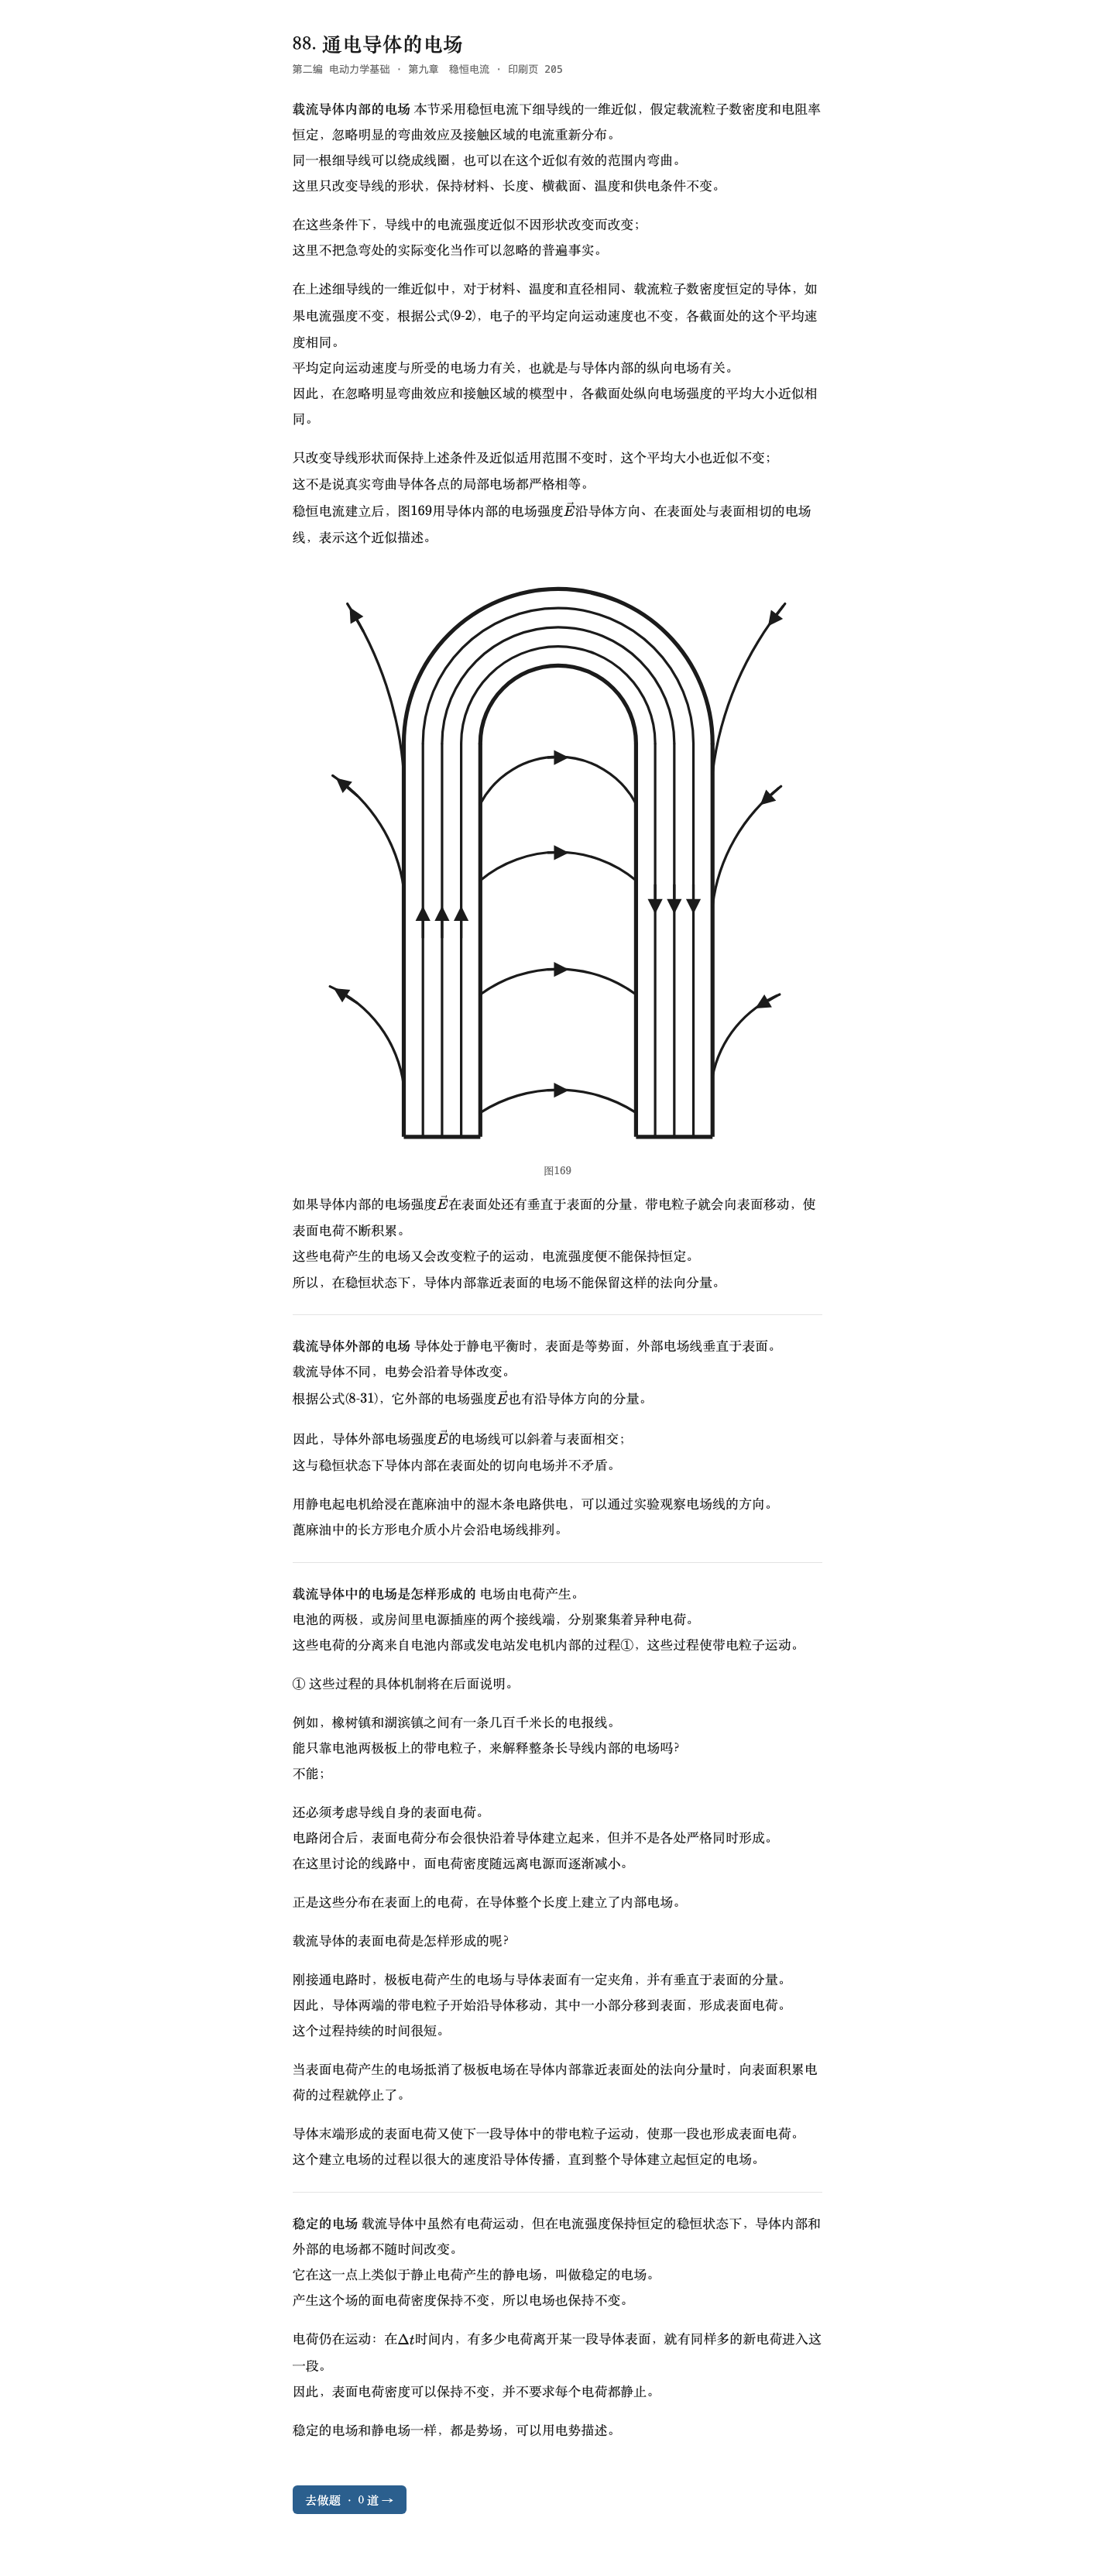 88. 通电导体的电场
第二编 电动力学基础 · 第九章 稳恒电流 · 印刷页 205
载流导体内部的电场 本节采用稳恒电流下细导线的一维近似，假定载流粒子数密度和电阻率
恒定，忽略明显的弯曲效应及接触区域的电流重新分布。
同一根细导线可以绕成线圈，也可以在这个近似有效的范围内弯曲。
这里只改变导线的形状，保持材料、长度、横截面、温度和供电条件不变。
在这些条件下，导线中的电流强度近似不因形状改变而改变；
这里不把急弯处的实际变化当作可以忽略的普遍事实。
在上述细导线的一维近似中，对于材料、温度和直径相同、载流粒子数密度恒定的导体，如
果电流强度不变，根据公式(9-2)，电子的平均定向运动速度也不变，各截面处的这个平均速
度相同。
平均定向运动速度与所受的电场力有关，也就是与导体内部的纵向电场有关。
因此，在忽略明显弯曲效应和接触区域的模型中，各截面处纵向电场强度的平均大小近似相
同。
只改变导线形状而保持上述条件及近似适用范围不变时，这个平均大小也近似不变；
这不是说真实弯曲导体各点的局部电场都严格相等。
稳恒电流建立后，图169用导体内部的电场强度$\vec{E}$沿导体方向、在表面处与表面相切的电场
线，表示这个近似描述。
图169
如果导体内部的电场强度$\vec{E}$在表面处还有垂直于表面的分量，带电粒子就会向表面移动，使
表面电荷不断积累。
这些电荷产生的电场又会改变粒子的运动，电流强度便不能保持恒定。
所以，在稳恒状态下，导体内部靠近表面的电场不能保留这样的法向分量。
载流导体外部的电场 导体处于静电平衡时，表面是等势面，外部电场线垂直于表面。
载流导体不同，电势会沿着导体改变。
根据公式(8-31)，它外部的电场强度$\vec{E}$也有沿导体方向的分量。
因此，导体外部电场强度$\vec{E}$的电场线可以斜着与表面相交；
这与稳恒状态下导体内部在表面处的切向电场并不矛盾。
用静电起电机给浸在蓖麻油中的湿木条电路供电，可以通过实验观察电场线的方向。
蓖麻油中的长方形电介质小片会沿电场线排列。
载流导体中的电场是怎样形成的 电场由电荷产生。
电池的两极，或房间里电源插座的两个接线端，分别聚集着异种电荷。
这些电荷的分离来自电池内部或发电站发电机内部的过程①，这些过程使带电粒子运动。
① 这些过程的具体机制将在后面说明。
例如，橡树镇和湖滨镇之间有一条几百千米长的电报线。
能只靠电池两极板上的带电粒子，来解释整条长导线内部的电场吗?
不能；
还必须考虑导线自身的表面电荷。
电路闭合后，表面电荷分布会很快沿着导体建立起来，但并不是各处严格同时形成。
在这里讨论的线路中，面电荷密度随远离电源而逐渐减小。
正是这些分布在表面上的电荷，在导体整个长度上建立了内部电场。
载流导体的表面电荷是怎样形成的呢?
刚接通电路时，极板电荷产生的电场与导体表面有一定夹角，并有垂直于表面的分量。
因此，导体两端的带电粒子开始沿导体移动，其中一小部分移到表面，形成表面电荷。
这个过程持续的时间很短。
当表面电荷产生的电场抵消了极板电场在导体内部靠近表面处的法向分量时，向表面积累电
荷的过程就停止了。
导体末端形成的表面电荷又使下一段导体中的带电粒子运动，使那一段也形成表面电荷。
这个建立电场的过程以很大的速度沿导体传播，直到整个导体建立起恒定的电场。
稳定的电场 载流导体中虽然有电荷运动，但在电流强度保持恒定的稳恒状态下，导体内部和
外部的电场都不随时间改变。
它在这一点上类似于静止电荷产生的静电场，叫做稳定的电场。
产生这个场的面电荷密度保持不变，所以电场也保持不变。
电荷仍在运动：在Δt时间内，有多少电荷离开某一段导体表面，就有同样多的新电荷进入这
一段。
因此，表面电荷密度可以保持不变，并不要求每个电荷都静止。
稳定的电场和静电场一样，都是势场，可以用电势描述。
去做题 · 0 道 →